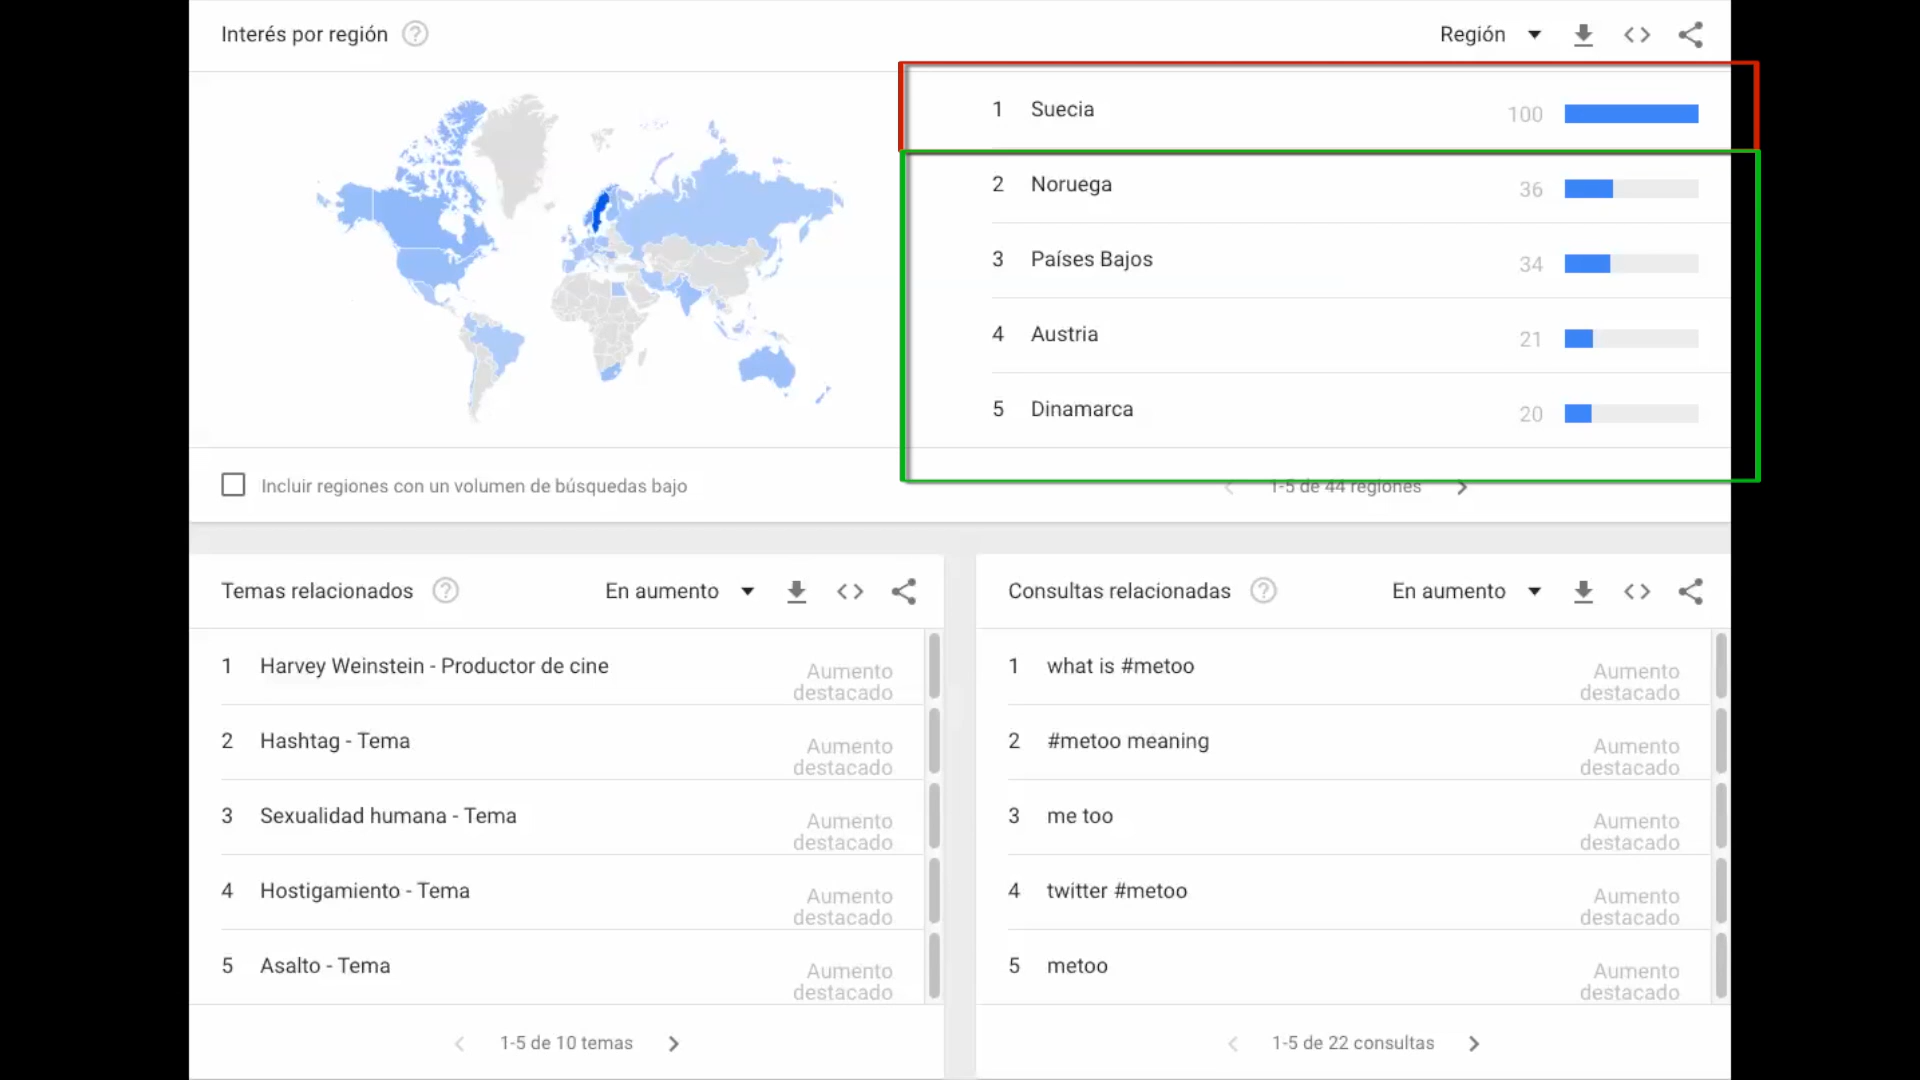 Interés por región
Región
1 Suecia 100
2 Noruega 36
3 Países Bajos 34
4 Austria 21
5 Dinamarca 20
Incluir regiones con un volumen de búsquedas bajo
1-5 de 44 regiones
Temas relacionados
En aumento
1 Harvey Weinstein - Productor de cine
Aumento
destacado
2 Hashtag - Tema
Aumento
destacado
3 Sexualidad humana - Tema
Aumento
destacado
4 Hostigamiento - Tema
Aumento
destacado
5 Asalto - Tema
Aumento
destacado
1-5 de 10 temas
Consultas relacionadas
En aumento
1 what is #metoo
Aumento
destacado
2 #metoo meaning
Aumento
destacado
3 me too
Aumento
destacado
4 twitter #metoo
Aumento
destacado
5 metoo
Aumento
destacado
1-5 de 22 consultas